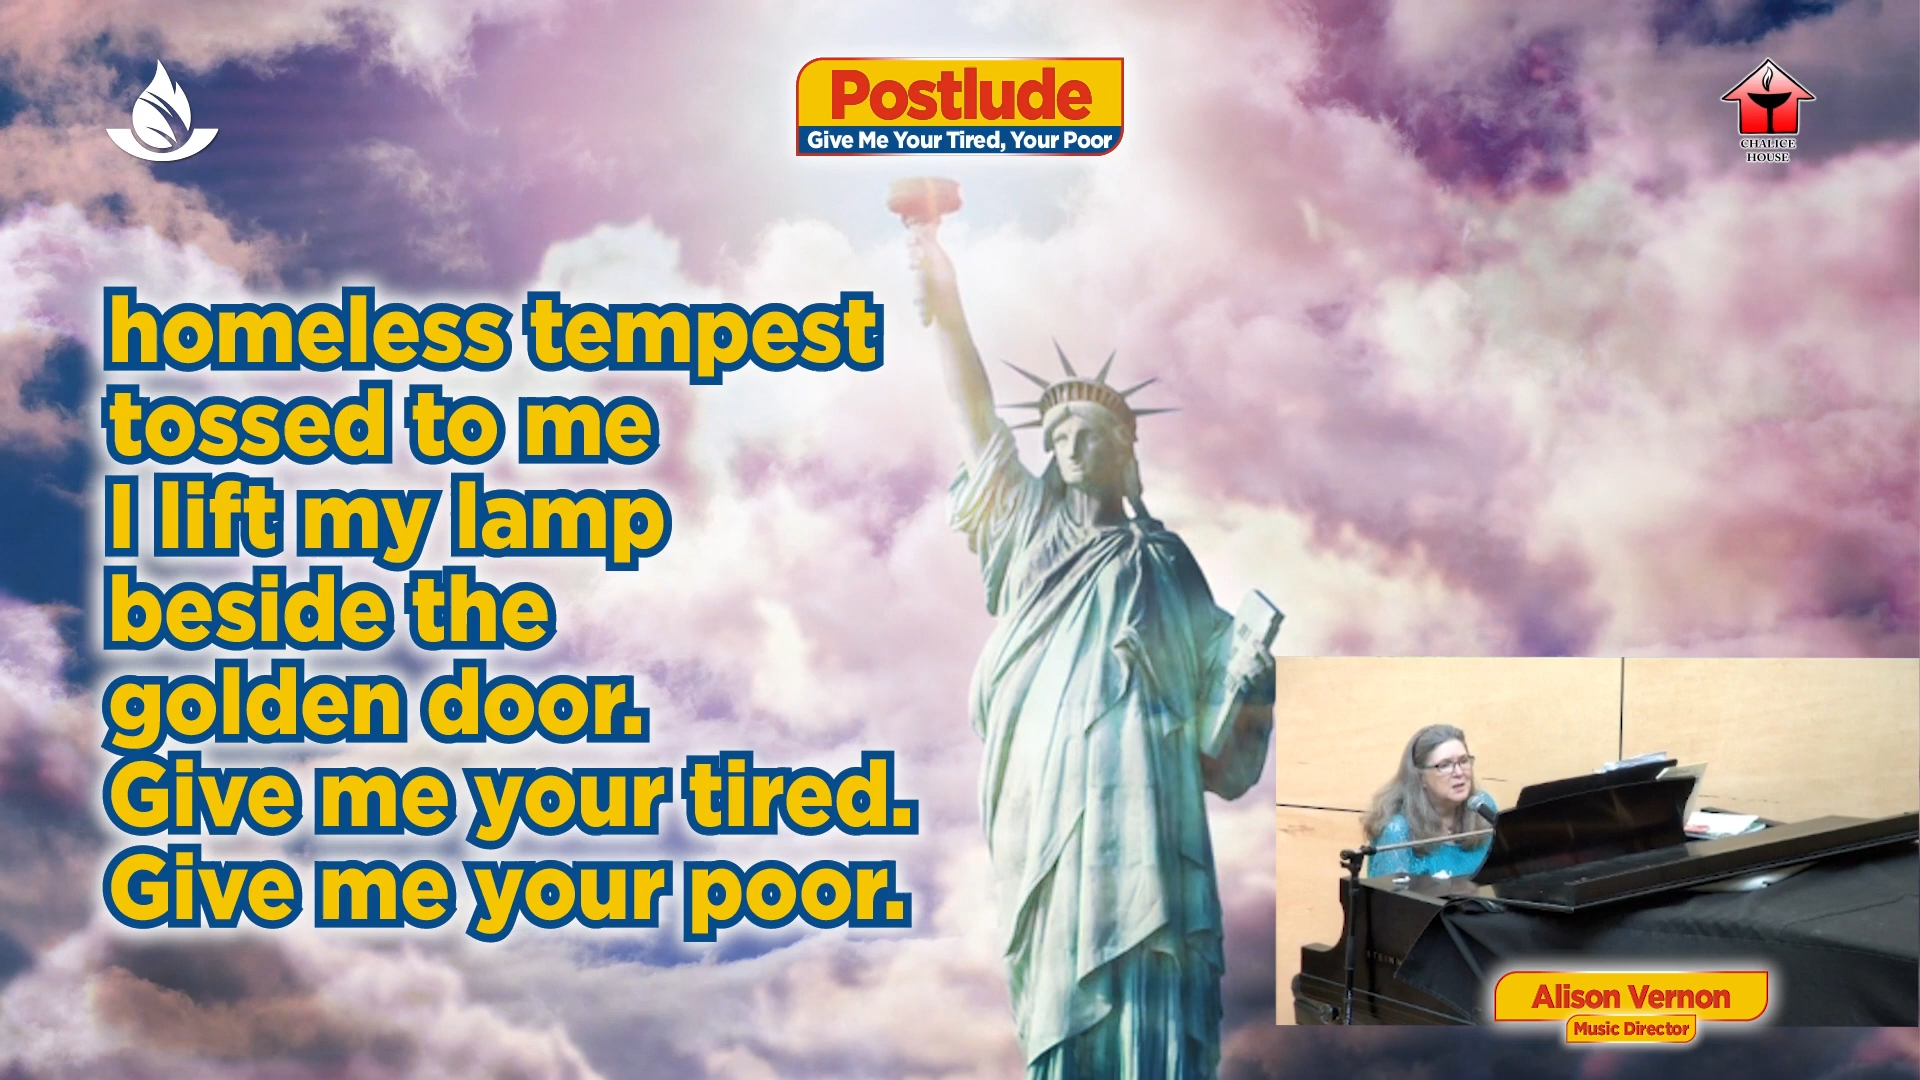 Postlude
Give Me Your Tired, Your Poor
CHALICE
HOUSE
homeless tempest
tossed to me
I lift my lamp
beside the
golden door.
Give me your tired.
Give me your poor.
STEINW
Alison Vernon
Music Director